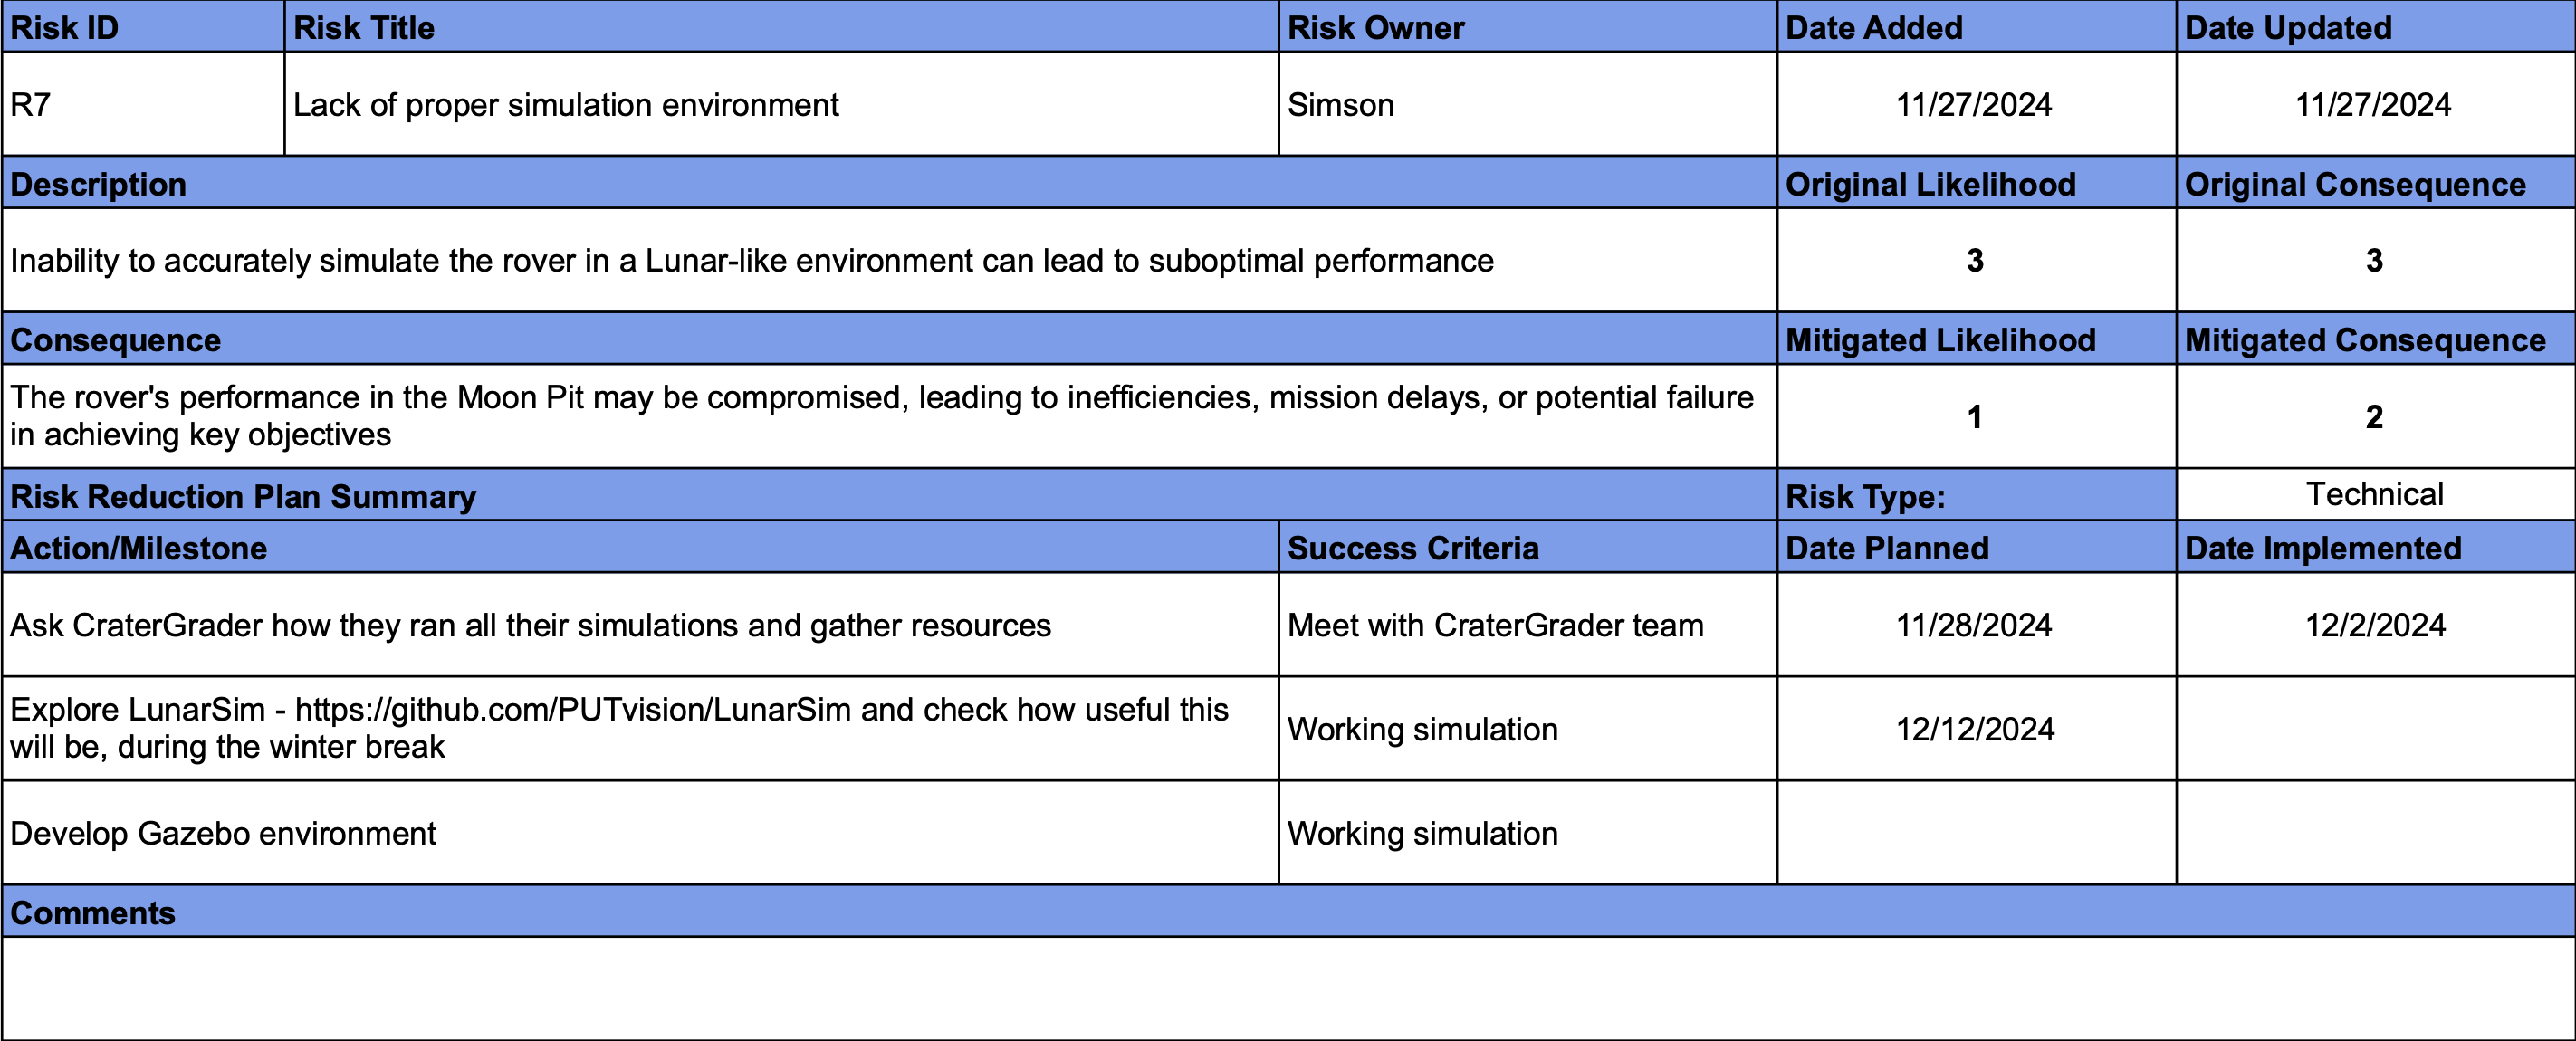 Risk ID Risk Title Risk Owner Date Added Date Updated
R7 Lack of proper simulation environment Simson 11/27/2024 11/27/2024
Description Original Likelihood Original Consequence
Inability to accurately simulate the rover in a Lunar-like environment can lead to suboptimal performance 3 3
Consequence Mitigated Likelihood Mitigated Consequence
The rover's performance in the Moon Pit may be compromised, leading to inefficiencies, mission delays, or potential failure
in achieving key objectives 1 2
Risk Reduction Plan Summary Risk Type: Technical
Action/Milestone Success Criteria Date Planned Date Implemented
Ask CraterGrader how they ran all their simulations and gather resources Meet with CraterGrader team 11/28/2024 12/2/2024
Explore LunarSim - https://github.com/PUTvision/LunarSim and check how useful this
will be, during the winter break Working simulation 12/12/2024
Develop Gazebo environment Working simulation
Comments